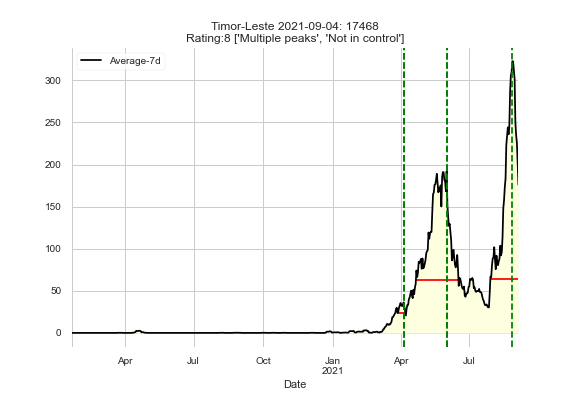 Timor-Leste 2021-09-04: 17468
Rating:8 ['Multiple peaks', 'Not in control']
Average-7d
300
250
200
150
100
50
0
Apr
Jul
Oct
Jan
2021
Apr
Jul
Date